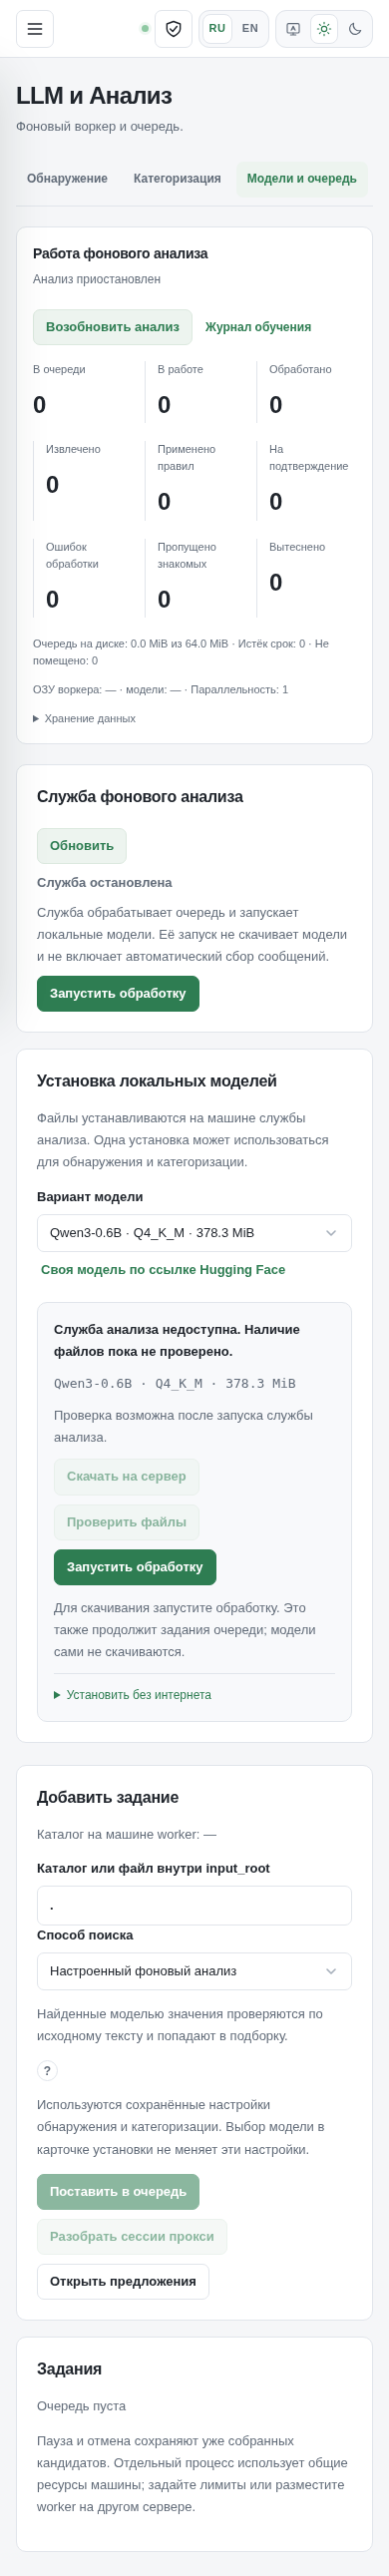 RU EN
LLM и Анализ
Фоновый воркер и очередь.
Обнаружение Категоризация Модели и очередь
Работа фонового анализа
Анализ приостановлен
Возобновить анализ Журнал обучения
В очереди В работе Обработано
0 0 0
Извлечено Применено правил На подтверждение
0 0 0
Ошибок обработки Пропущено знакомых Вытеснено
0 0 0
Очередь на диске: 0.0 MiB из 64.0 MiB · Истёк срок: 0 · Не
помещено: 0
ОЗУ воркера: — · модели: — · Параллельность: 1
Хранение данных
Служба фонового анализа
Обновить
Служба остановлена
Служба обрабатывает очередь и запускает
локальные модели. Её запуск не скачивает модели
и не включает автоматический сбор сообщений.
Запустить обработку
Установка локальных моделей
Файлы устанавливаются на машине службы
анализа. Одна установка может использоваться
для обнаружения и категоризации.
Вариант модели
Qwen3-0.6B · Q4_K_M · 378.3 MiB
Своя модель по ссылке Hugging Face
Служба анализа недоступна. Наличие
файлов пока не проверено.
Qwen3-0.6B · Q4_K_M · 378.3 MiB
Проверка возможна после запуска службы
анализа.
Скачать на сервер
Проверить файлы
Запустить обработку
Для скачивания запустите обработку. Это
также продолжит задания очереди; модели
сами не скачиваются.
Установить без интернета
Добавить задание
Каталог на машине worker: —
Каталог или файл внутри input_root
.
Способ поиска
Настроенный фоновый анализ
Найденные моделью значения проверяются по
исходному тексту и попадают в подборку.
?
Используются сохранённые настройки
обнаружения и категоризации. Выбор модели в
карточке установки не меняет эти настройки.
Поставить в очередь
Разобрать сессии прокси
Открыть предложения
Задания
Очередь пуста
Пауза и отмена сохраняют уже собранных
кандидатов. Отдельный процесс использует общие
ресурсы машины; задайте лимиты или разместите
worker на другом сервере.